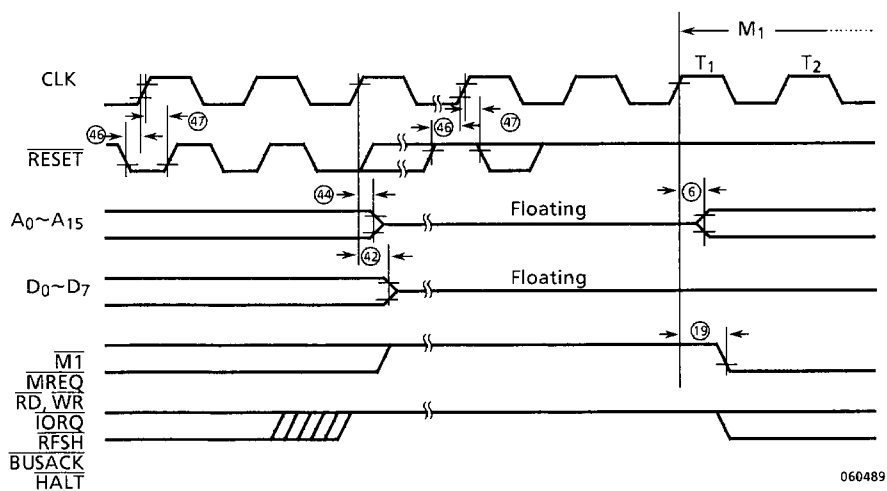 M₁
CLK
T₁ T₂
㊻ ㊼ ㊻ ㊼
RESET
㊹ ⑥
A₀~A₁₅ Floating
㊷
D₀~D₇ Floating
⑲
M1
MREQ
RD, WR
IORQ
RFSH
BUSACK
HALT
060489